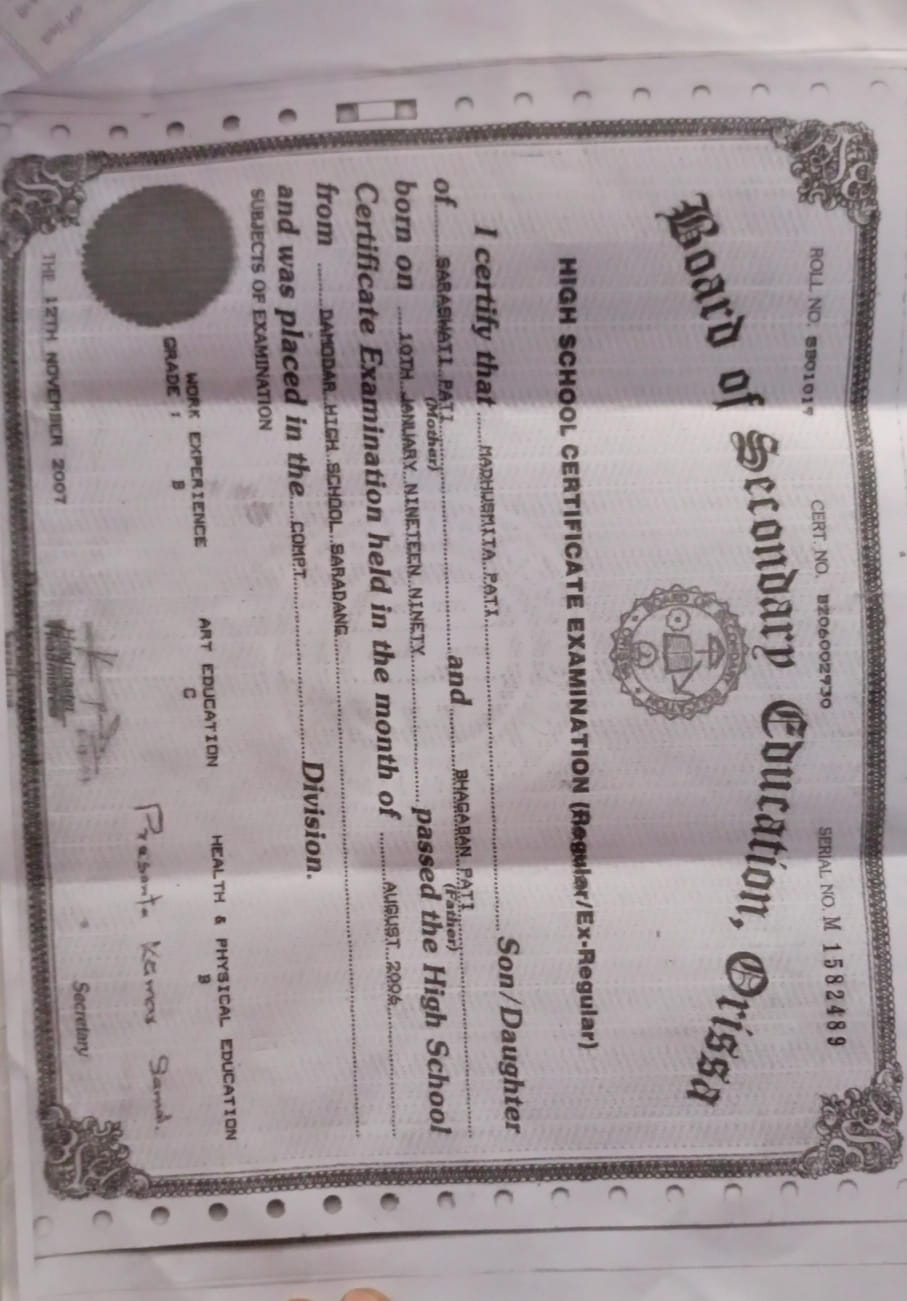 ROLL NO. SS01017 CERT. NO. B206002930 SERIAL NO. M 1582489
Board of Secondary Education, Orissa
HIGH SCHOOL CERTIFICATE EXAMINATION (Regular/Ex-Regular)
I certify that MADHUSMITA PATI Son/Daughter
of SARASWATI PATI and BHAGABAN PATI
(Mother) (Father)
born on 10TH JANUARY NINETEEN NINETY passed the High School
Certificate Examination held in the month of AUGUST 2006
from DAMODAR HIGH SCHOOL SARADANG
and was placed in the COMPT Division.
SUBJECTS OF EXAMINATION
WORK EXPERIENCE ART EDUCATION HEALTH & PHYSICAL EDUCATION
GRADE : B C B
THE 12TH NOVEMBER 2007
Secretary